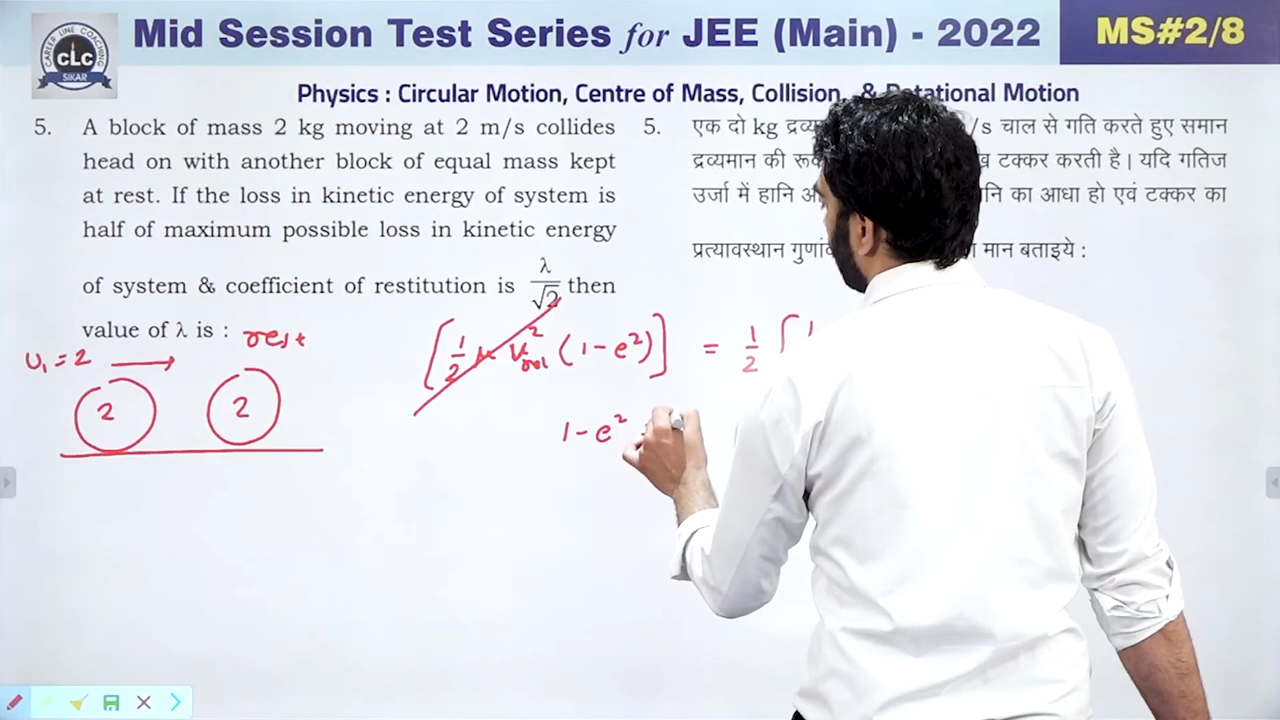 CAREER LINE COACHING
CLC
SIKAR
Mid Session Test Series for JEE (Main) - 2022
MS#2/8
Physics : Circular Motion, Centre of Mass, Collision, & Rotational Motion
5. A block of mass 2 kg moving at 2 m/s collides
head on with another block of equal mass kept
at rest. If the loss in kinetic energy of system is
half of maximum possible loss in kinetic energy
of system & coefficient of restitution is λ/√2 then
value of λ is :
5. एक दो kg /s चाल से गति करते हुए समान
द्रव्यमान की टक्कर करती है। यदि गतिज
उर्जा में हानि का आधा हो एवं टक्कर का
प्रत्यावस्थान मान बताइये :
rest
u₁ = 2
2
2
[1/2 μ v² (1-e²)] = 1/2 [1
1-e²